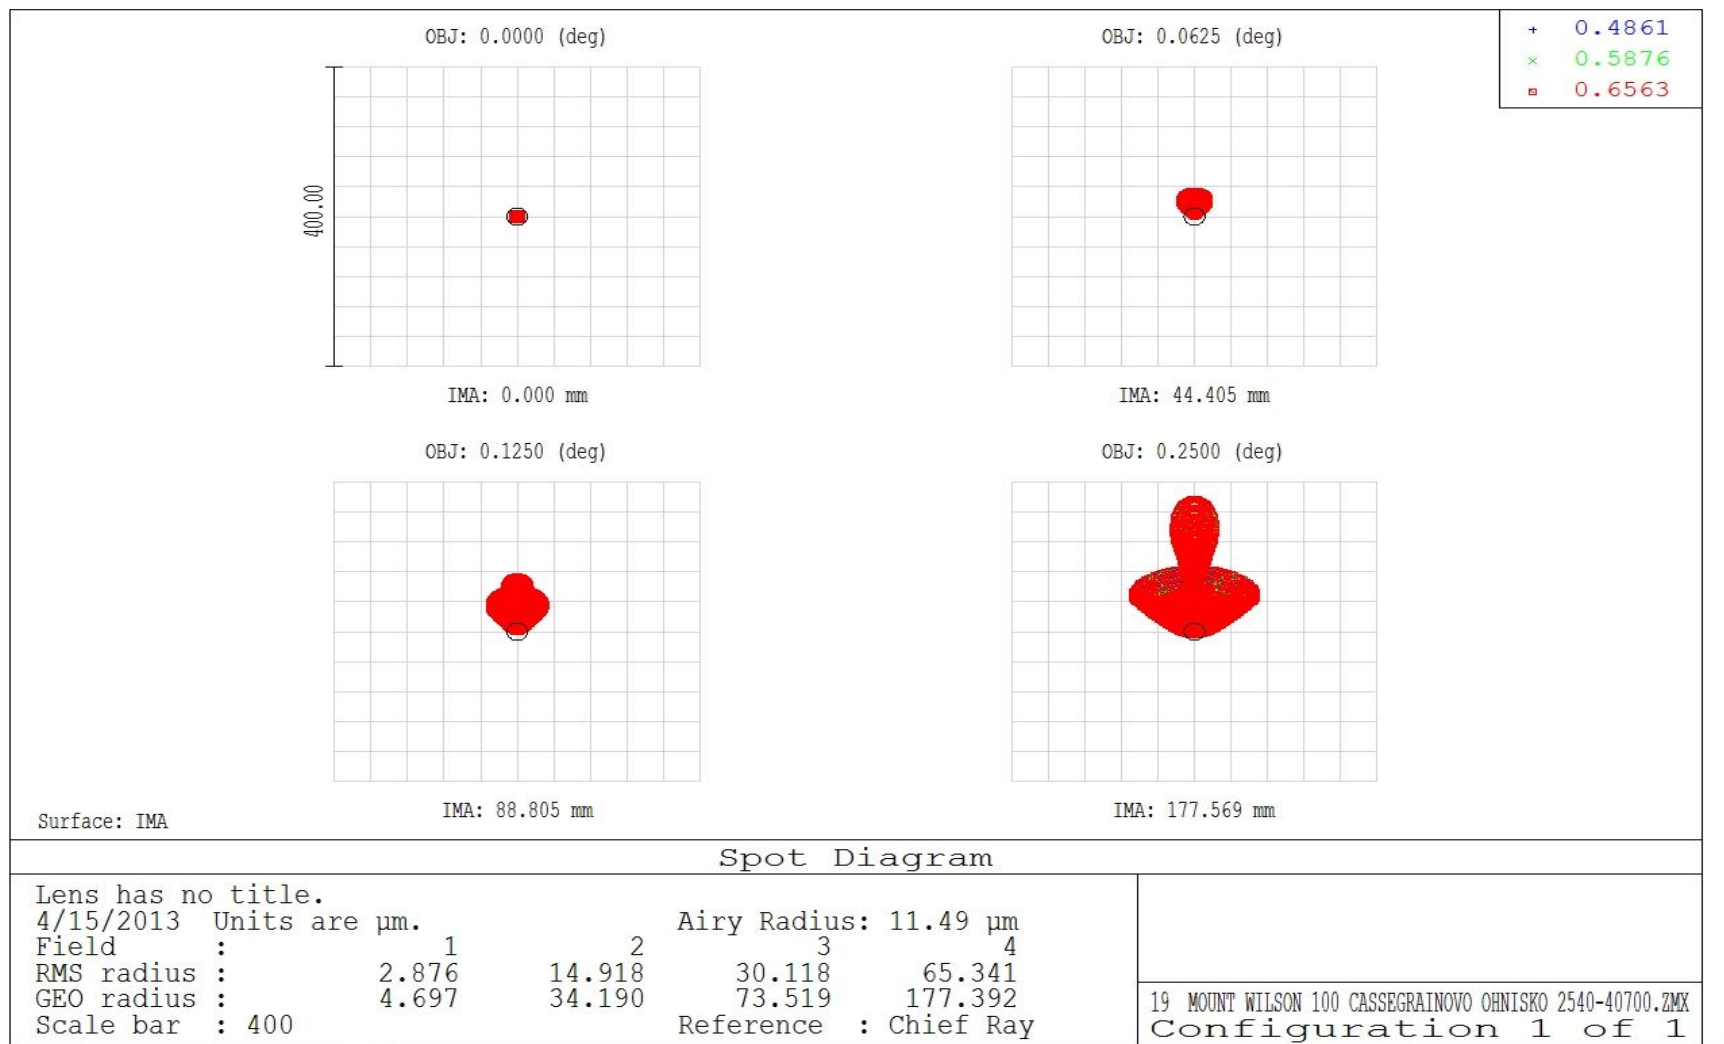 OBJ: 0.0000 (deg)
OBJ: 0.0625 (deg)
+ 0.4861
× 0.5876
0.6563
400.00
IMA: 0.000 mm
IMA: 44.405 mm
OBJ: 0.1250 (deg)
OBJ: 0.2500 (deg)
IMA: 88.805 mm
IMA: 177.569 mm
Surface: IMA
Spot Diagram
Lens has no title.
4/15/2013 Units are µm. Airy Radius: 11.49 µm
Field : 1 2 3 4
RMS radius : 2.876 14.918 30.118 65.341
GEO radius : 4.697 34.190 73.519 177.392
Scale bar : 400 Reference : Chief Ray
19 MOUNT WILSON 100 CASSEGRAINOVO OHNISKO 2540-40700.ZMX
Configuration 1 of 1